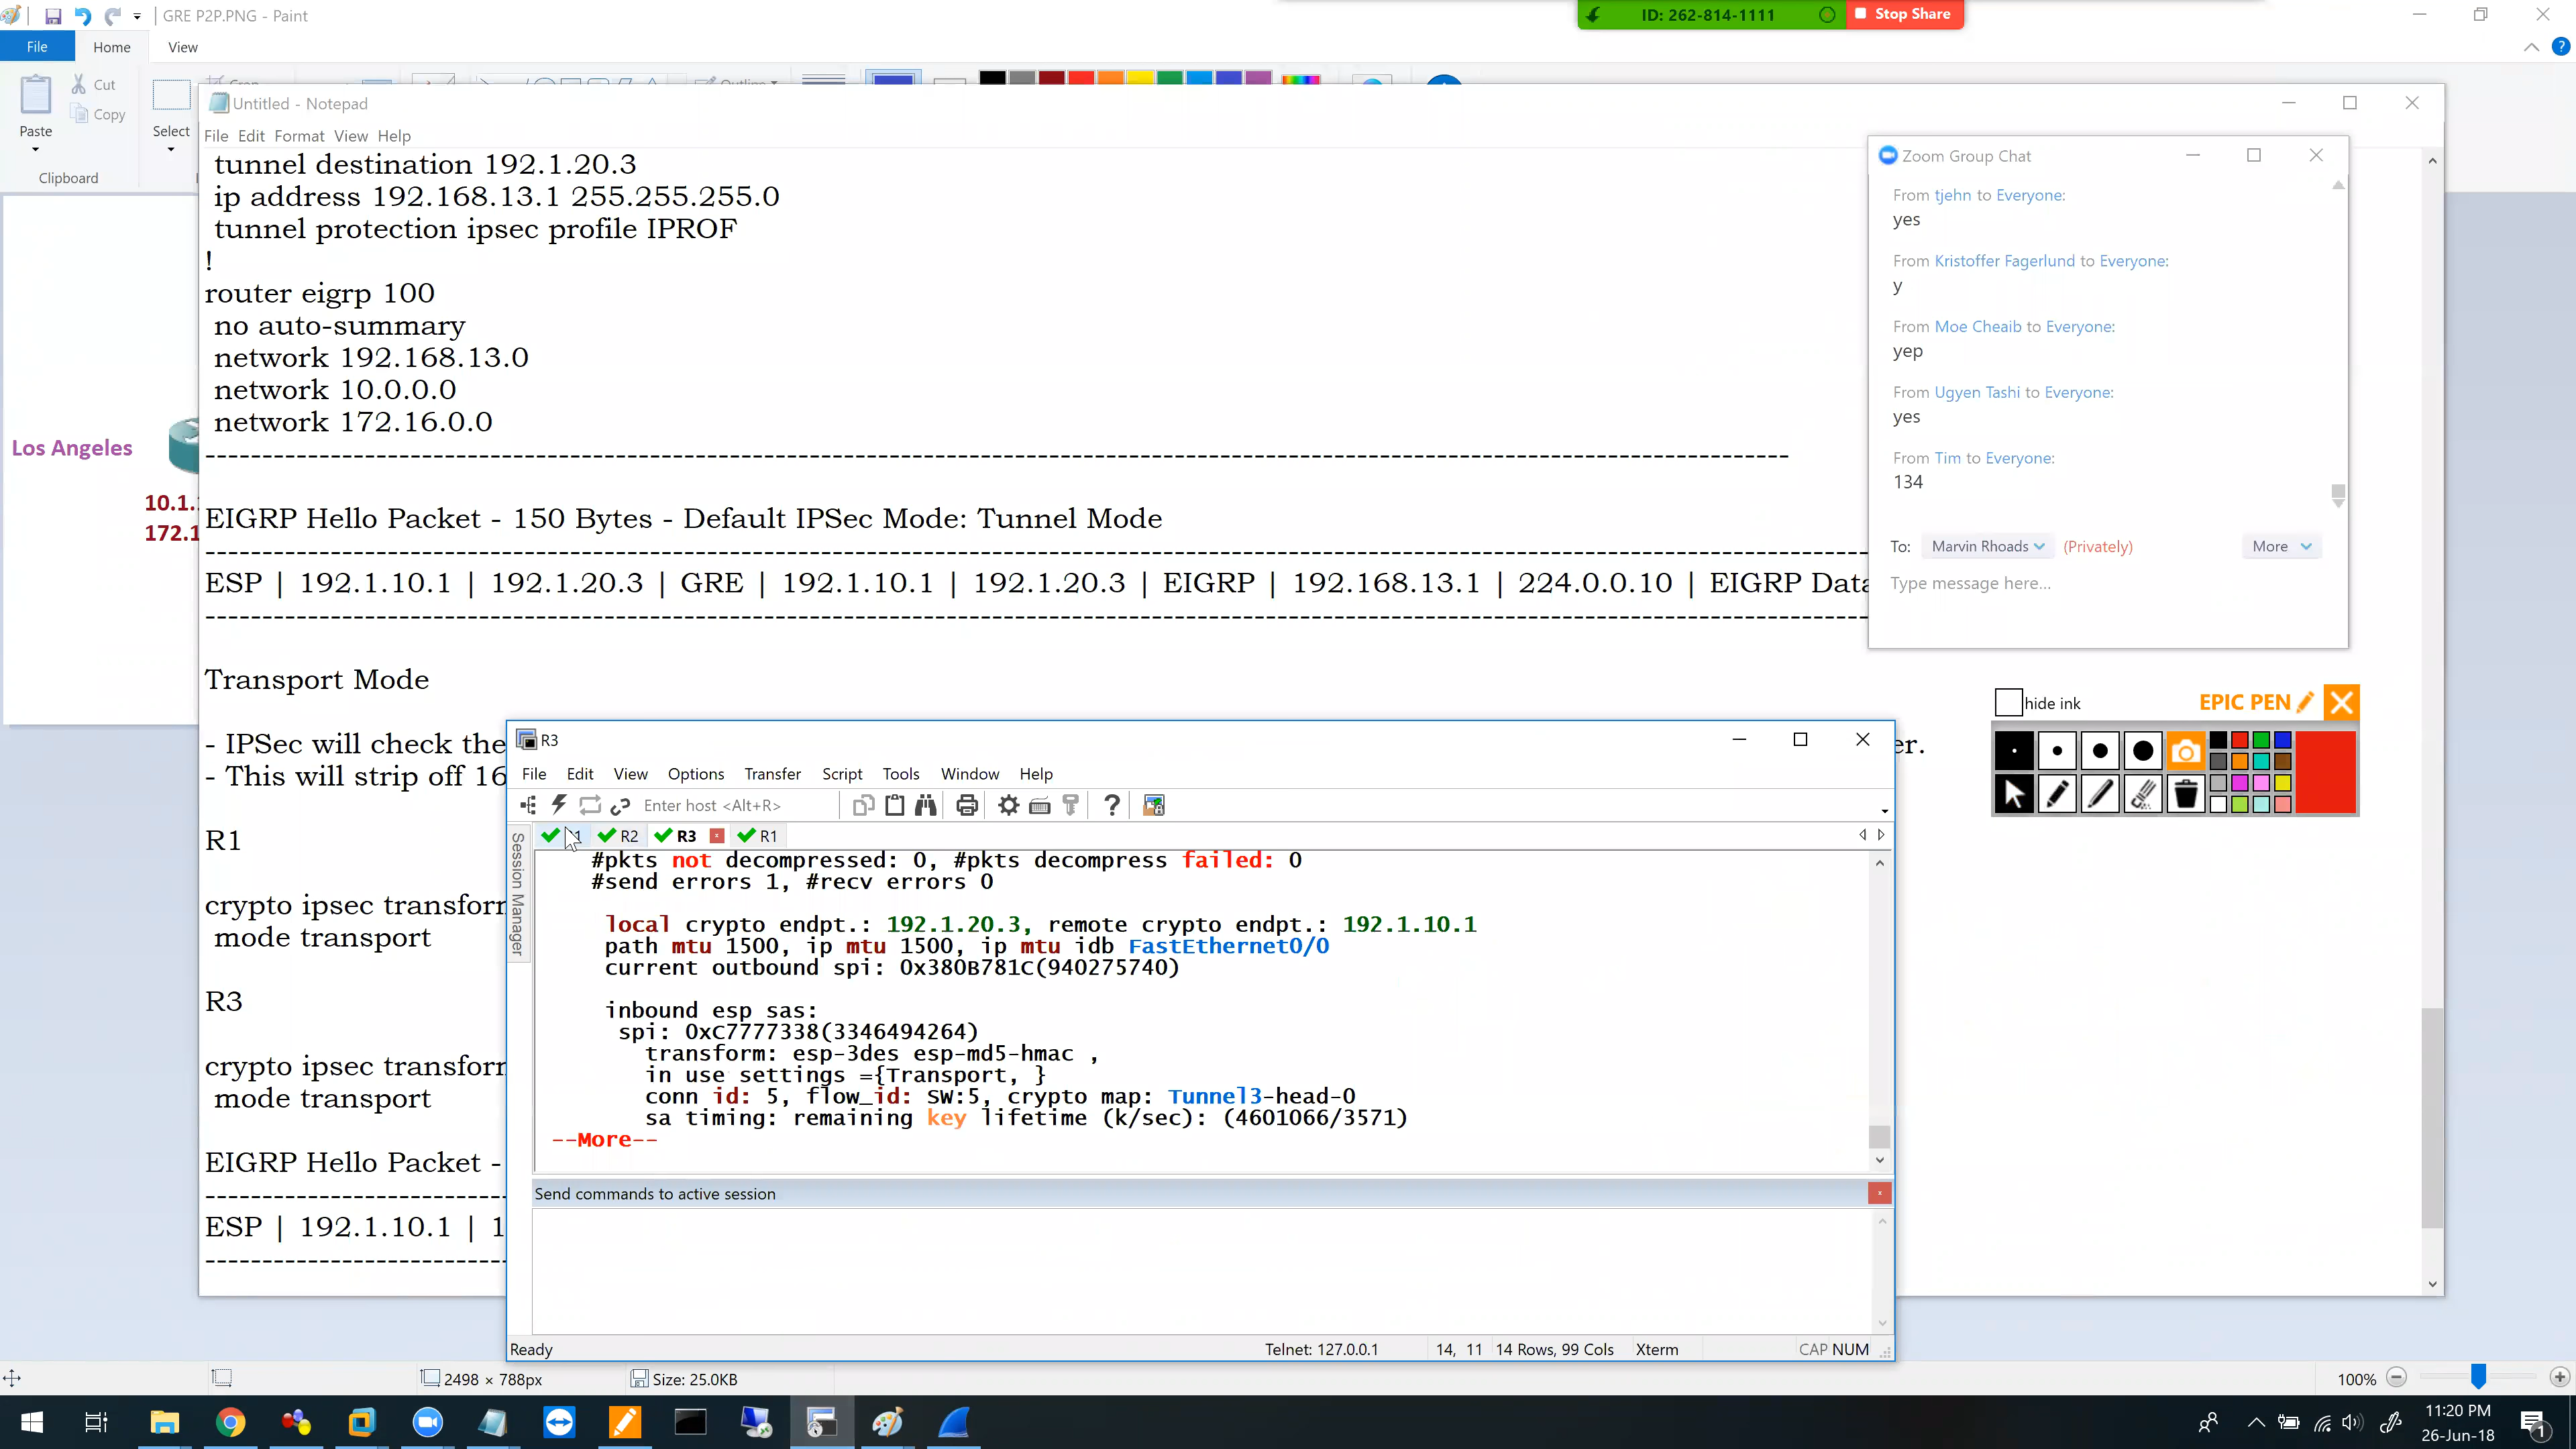 GRE P2P.PNG - Paint
ID: 262-814-1111
Stop Share
File
Home
View
Cut
Copy
Paste
Select
Clipboard
Untitled - Notepad
File Edit Format View Help
tunnel destination 192.1.20.3
ip address 192.168.13.1 255.255.255.0
tunnel protection ipsec profile IPROF
!
router eigrp 100
no auto-summary
network 192.168.13.0
network 10.0.0.0
network 172.16.0.0
Los Angeles
10.1.
172.1
EIGRP Hello Packet - 150 Bytes - Default IPSec Mode: Tunnel Mode
ESP | 192.1.10.1 | 192.1.20.3 | GRE | 192.1.10.1 | 192.1.20.3 | EIGRP | 192.168.13.1 | 224.0.0.10 | EIGRP Data
Transport Mode
- IPSec will check the
er.
- This will strip off 16
R1
crypto ipsec transform
mode transport
R3
crypto ipsec transform
mode transport
EIGRP Hello Packet -
ESP | 192.1.10.1 | 1
Zoom Group Chat
From tjehn to Everyone:
yes
From Kristoffer Fagerlund to Everyone:
y
From Moe Cheaib to Everyone:
yep
From Ugyen Tashi to Everyone:
yes
From Tim to Everyone:
134
To: Marvin Rhoads (Privately) More
Type message here...
hide ink EPIC PEN
R3
File Edit View Options Transfer Script Tools Window Help
Enter host <Alt+R>
Session Manager
1 R2 R3 R1
#pkts not decompressed: 0, #pkts decompress failed: 0
#send errors 1, #recv errors 0
local crypto endpt.: 192.1.20.3, remote crypto endpt.: 192.1.10.1
path mtu 1500, ip mtu 1500, ip mtu idb FastEthernet0/0
current outbound spi: 0x380B781C(940275740)
inbound esp sas:
spi: 0xC7777338(3346494264)
transform: esp-3des esp-md5-hmac ,
in use settings ={Transport, }
conn id: 5, flow_id: SW:5, crypto map: Tunnel3-head-0
sa timing: remaining key lifetime (k/sec): (4601066/3571)
--More--
Send commands to active session
Ready
Telnet: 127.0.0.1
14, 11
14 Rows, 99 Cols
Xterm
CAP NUM
2498 × 788px
Size: 25.0KB
100%
11:20 PM
26-Jun-18
1